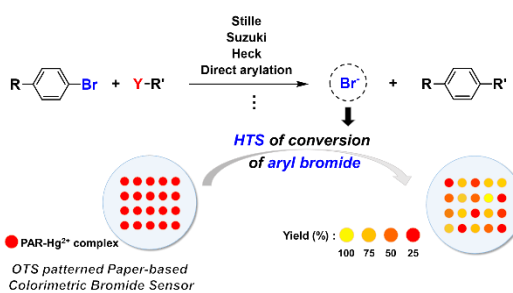 Stille
Suzuki
Heck
Direct arylation
⋮
R Br + Y-R' Br- + R R'
HTS of conversion
of aryl bromide
PAR-Hg2+ complex
Yield (%) :
100 75 50 25
OTS patterned Paper-based
Colorimetric Bromide Sensor